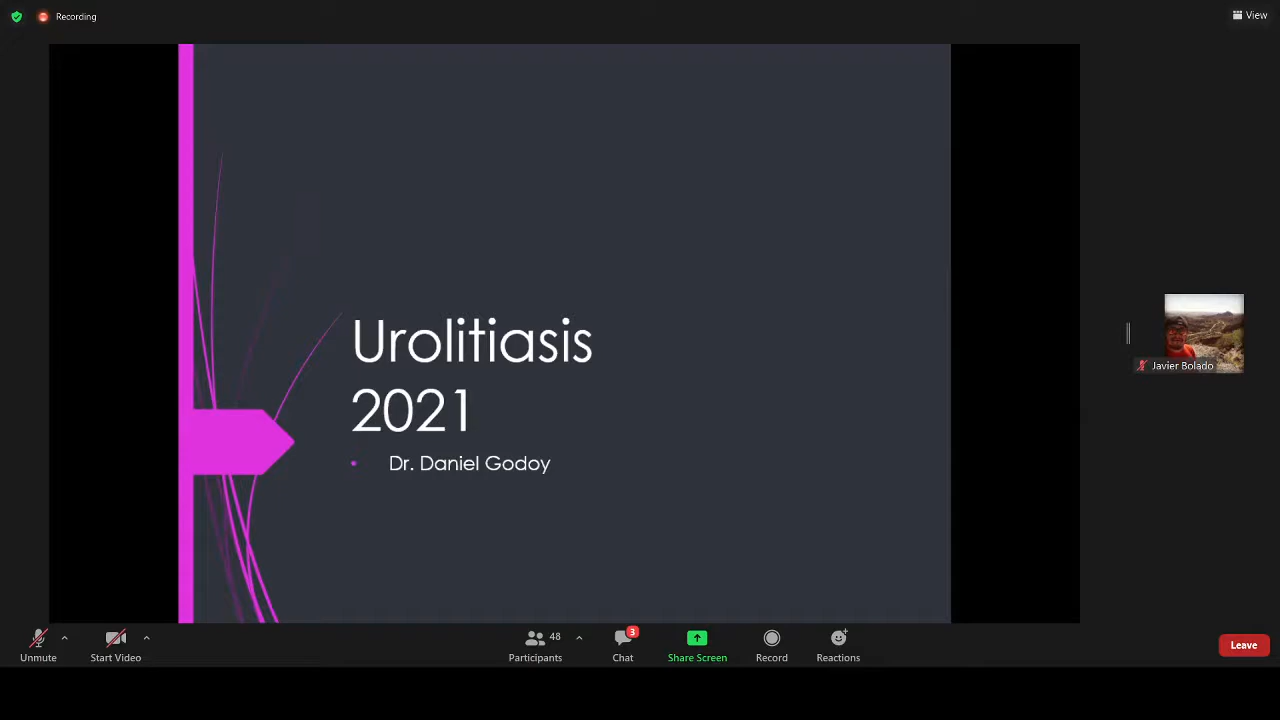 Recording
View
Urolitiasis
2021
• Dr. Daniel Godoy
Javier Bolado
Unmute
Start Video
48
Participants
3
Chat
Share Screen
Record
Reactions
Leave